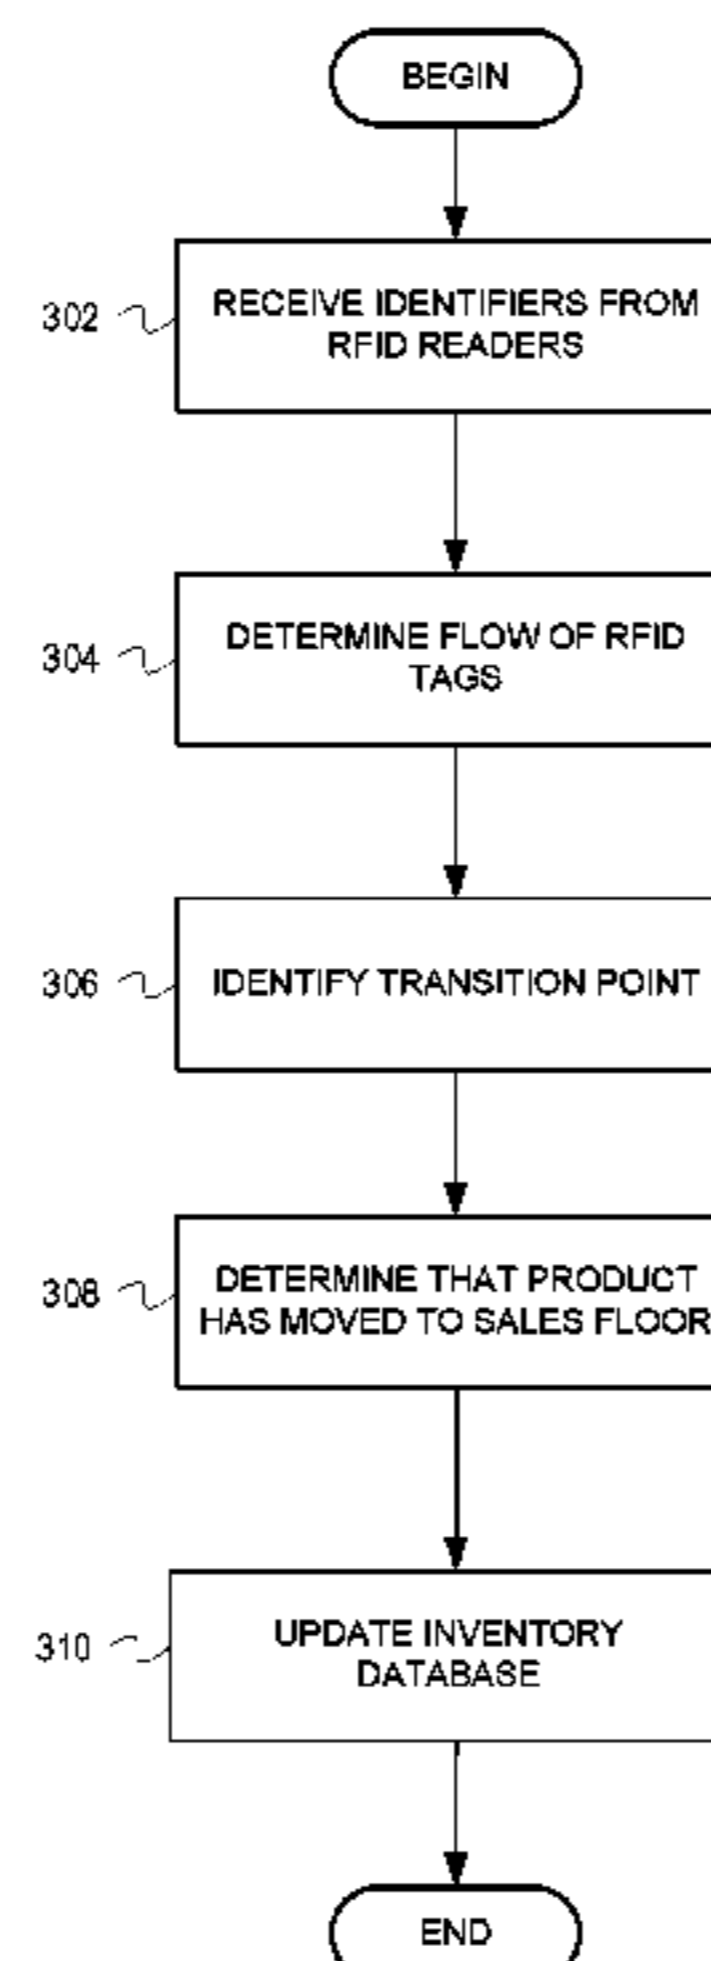 BEGIN
302
RECEIVE IDENTIFIERS FROM
RFID READERS
304
DETERMINE FLOW OF RFID
TAGS
306
IDENTIFY TRANSITION POINT
308
DETERMINE THAT PRODUCT
HAS MOVED TO SALES FLOOR
310
UPDATE INVENTORY
DATABASE
END